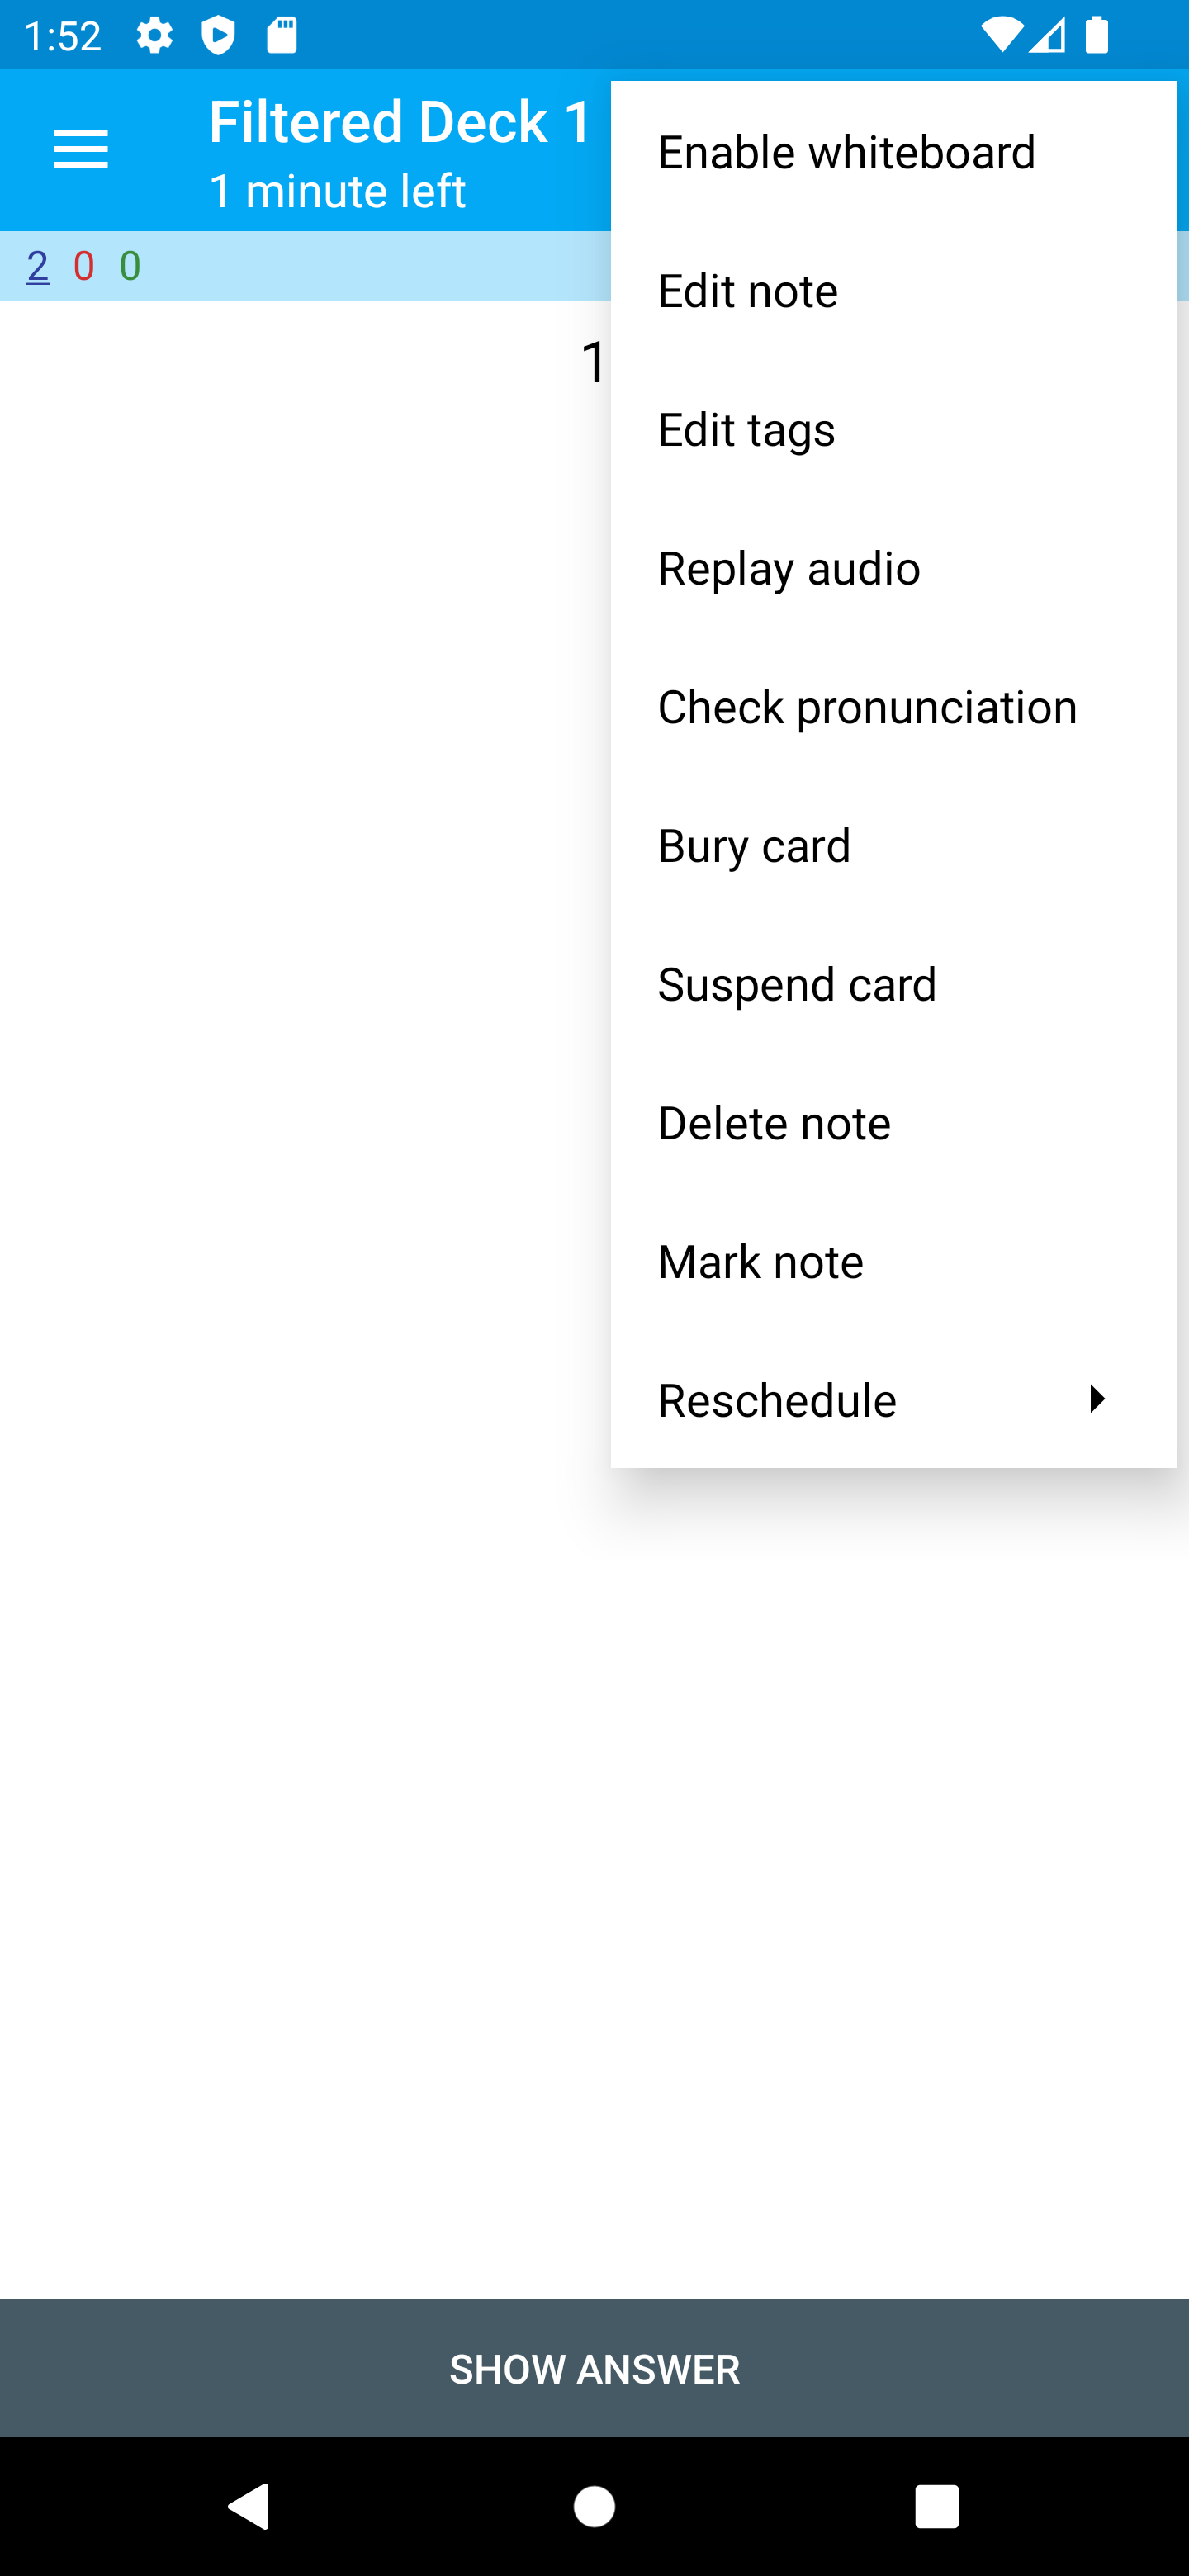 1:52
Filtered Deck 1
1 minute left
2 0 0
1
Enable whiteboard
Edit note
Edit tags
Replay audio
Check pronunciation
Bury card
Suspend card
Delete note
Mark note
Reschedule
SHOW ANSWER